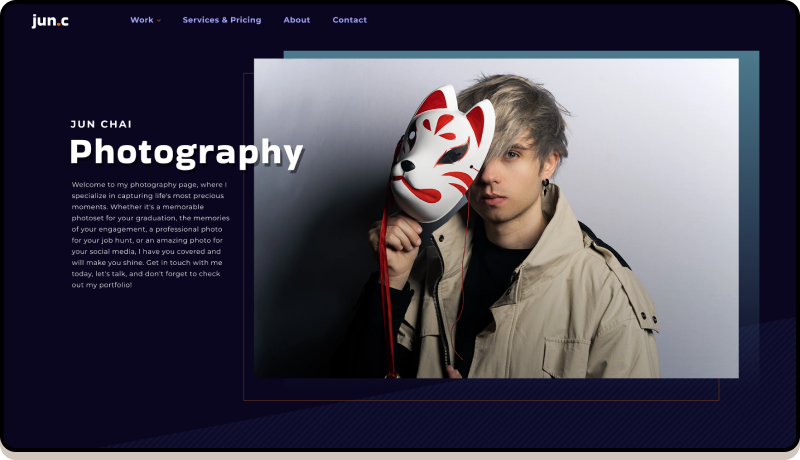 jun.c
Work
Services & Pricing
About
Contact
JUN CHAI
Photography
Welcome to my photography page, where I
specialize in capturing life's most precious
moments. Whether it's a memorable
photoset for your graduation, the memories
of your engagement, a professional photo
for your job hunt, or an amazing photo for
your social media, I have you covered and
will make you shine. Get in touch with me
today, let's talk, and don't forget to check
out my portfolio!